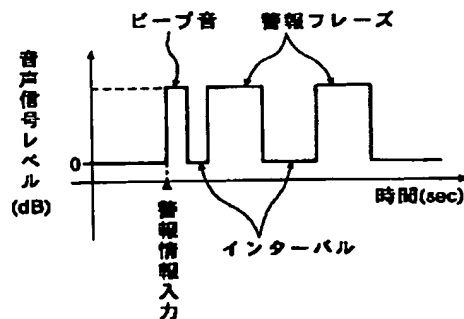 ビープ音
警報フレーズ
音声信号レベル
(dB)
0
時間(sec)
インターバル
警報情報入力